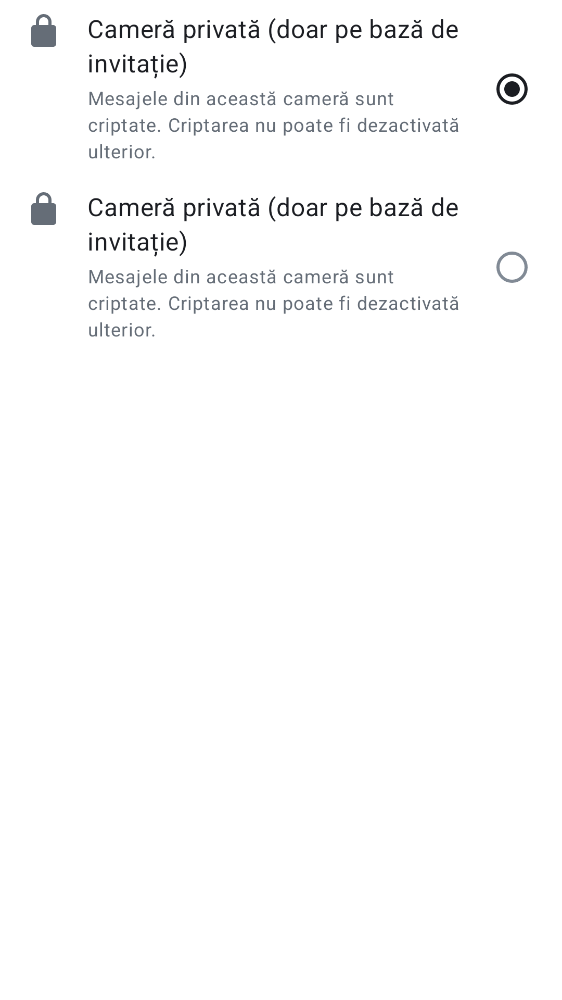 Cameră privată (doar pe bază de
invitație)
Mesajele din această cameră sunt
criptate. Criptarea nu poate fi dezactivată
ulterior.
Cameră privată (doar pe bază de
invitație)
Mesajele din această cameră sunt
criptate. Criptarea nu poate fi dezactivată
ulterior.